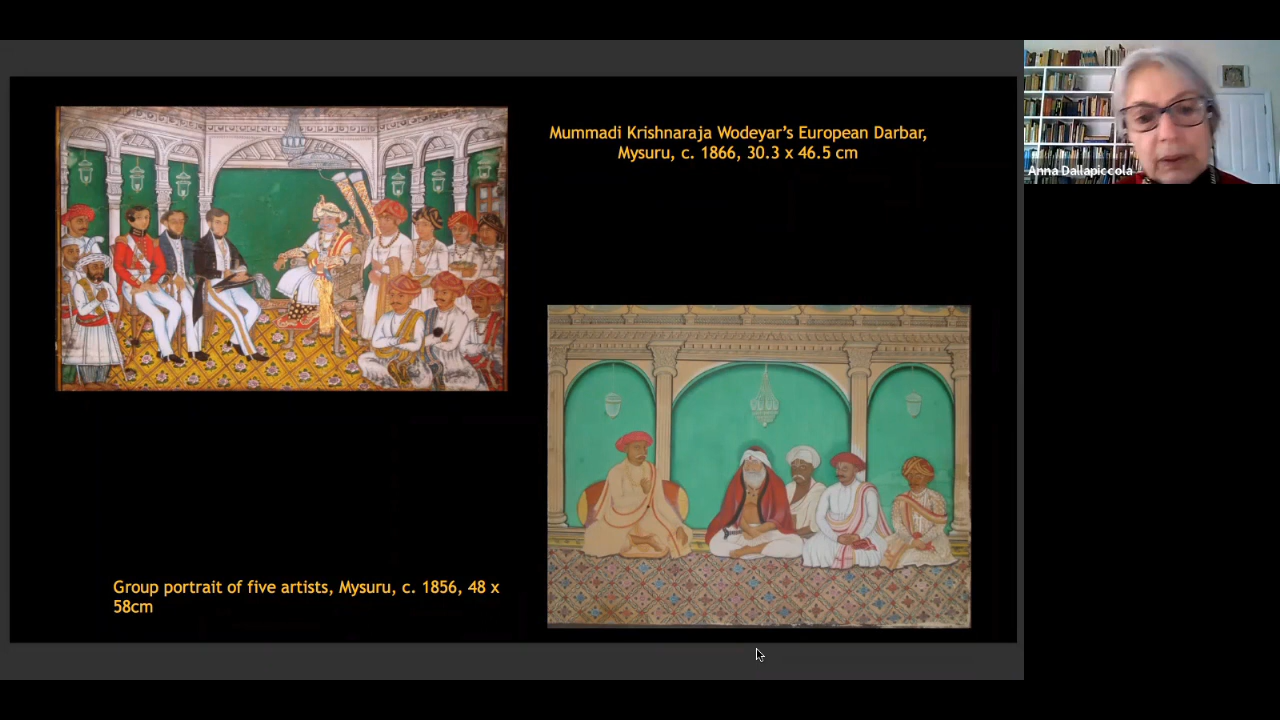 Mummadi Krishnaraja Wodeyar’s European Darbar,
Mysuru, c. 1866, 30.3 x 46.5 cm
Anna Dallapiccola
Group portrait of five artists, Mysuru, c. 1856, 48 x
58cm